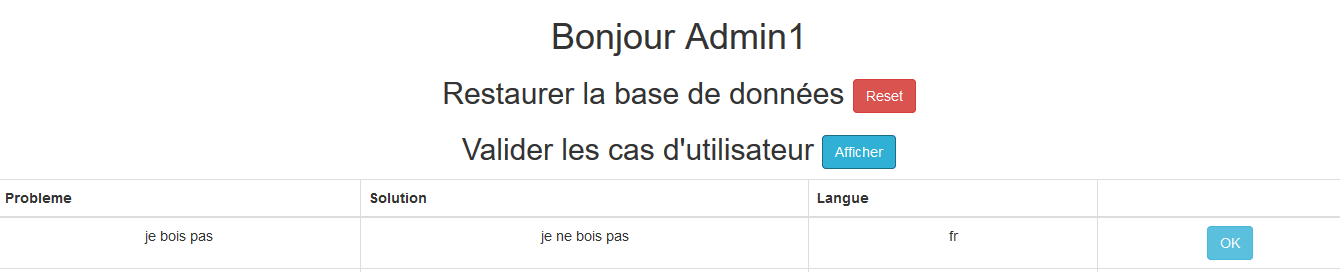 Bonjour Admin1
Restaurer la base de données Reset
Valider les cas d'utilisateur Afficher
Probleme Solution Langue
je bois pas je ne bois pas fr OK